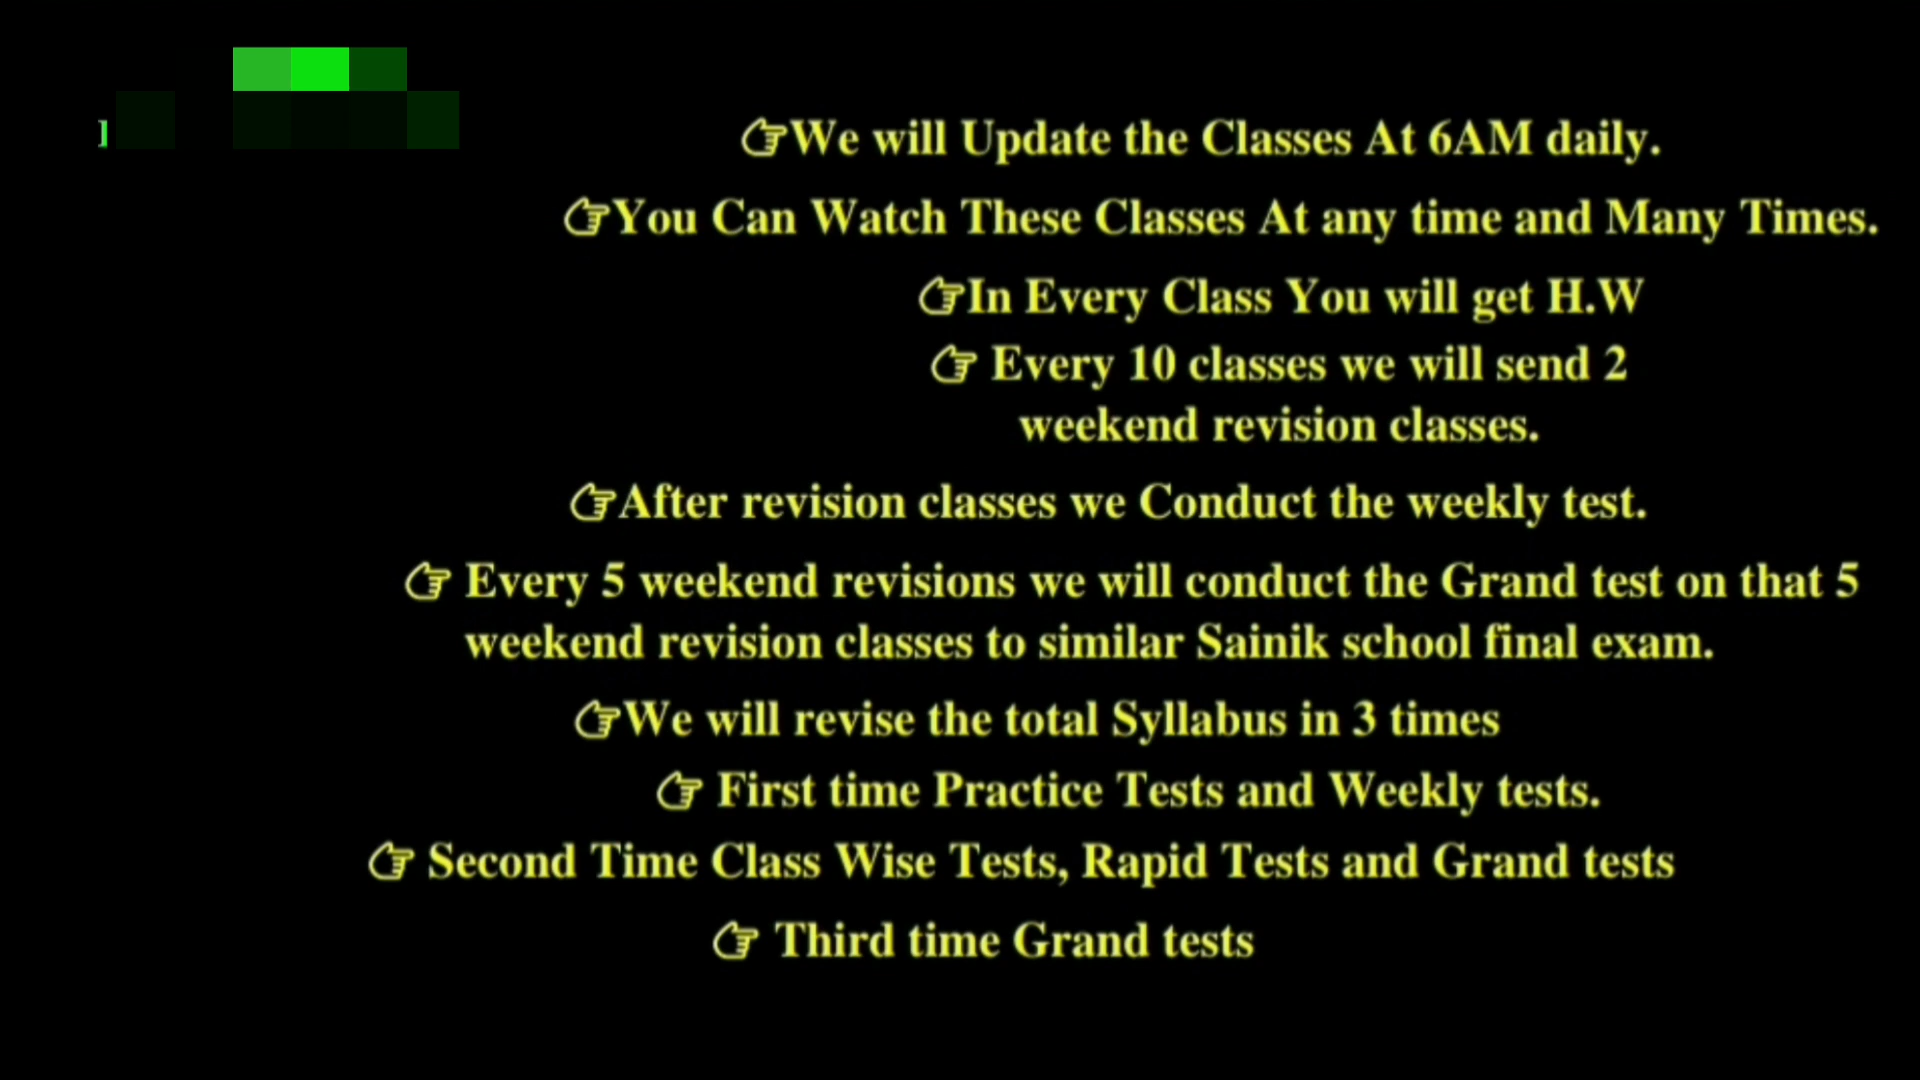 👉We will Update the Classes At 6AM daily.
👉You Can Watch These Classes At any time and Many Times.
👉In Every Class You will get H.W
👉 Every 10 classes we will send 2
weekend revision classes.
👉After revision classes we Conduct the weekly test.
👉 Every 5 weekend revisions we will conduct the Grand test on that 5
weekend revision classes to similar Sainik school final exam.
👉We will revise the total Syllabus in 3 times
👉 First time Practice Tests and Weekly tests.
👉 Second Time Class Wise Tests, Rapid Tests and Grand tests
👉 Third time Grand tests